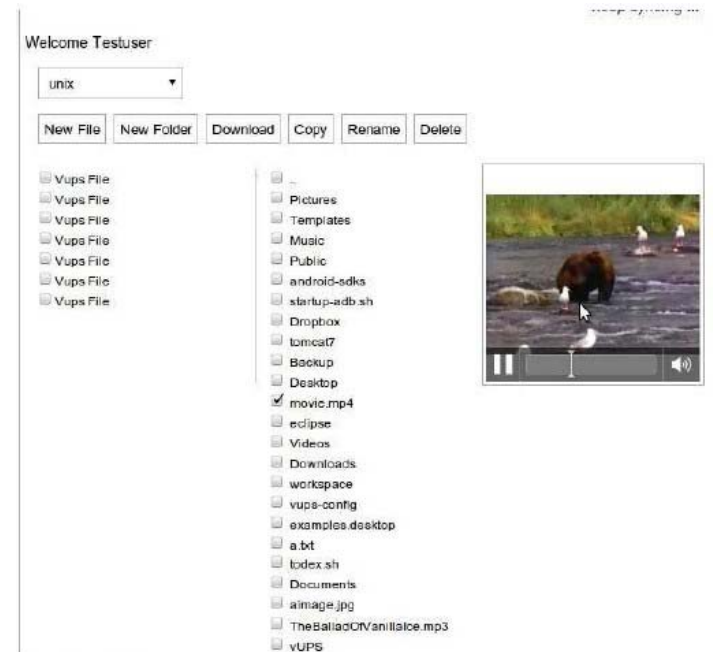 Welcome Testuser
unix
New File New Folder Download Copy Rename Delete
Vups File
Vups File
Vups File
Vups File
Vups File
Vups File
Vups File
..
Pictures
Templates
Music
Public
android-sdks
startup-adb.sh
Dropbox
tomcat7
Backup
Desktop
movie.mp4
eclipse
Videos
Downloads
workspace
vups-config
examples.desktop
a.txt
todex.sh
Documents
aimage.jpg
TheBalladOfVanillaIce.mp3
vUPS